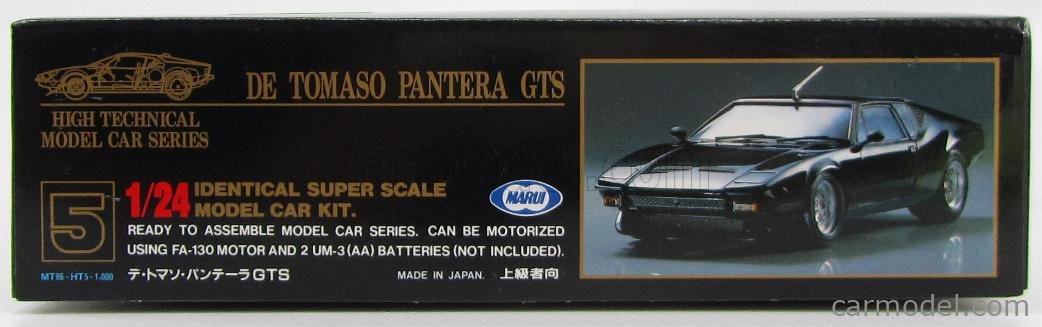 DE TOMASO PANTERA GTS
HIGH TECHNICAL
MODEL CAR SERIES
5
1/24 IDENTICAL SUPER SCALE
MODEL CAR KIT.
MARUI
READY TO ASSEMBLE MODEL CAR SERIES. CAN BE MOTORIZED
USING FA-130 MOTOR AND 2 UM-3 (AA) BATTERIES (NOT INCLUDED).
MT86-HT5-1,000
デ・トマソ・パンテーラGTS
MADE IN JAPAN. 上級者向
carmodel.com
carmodel.com